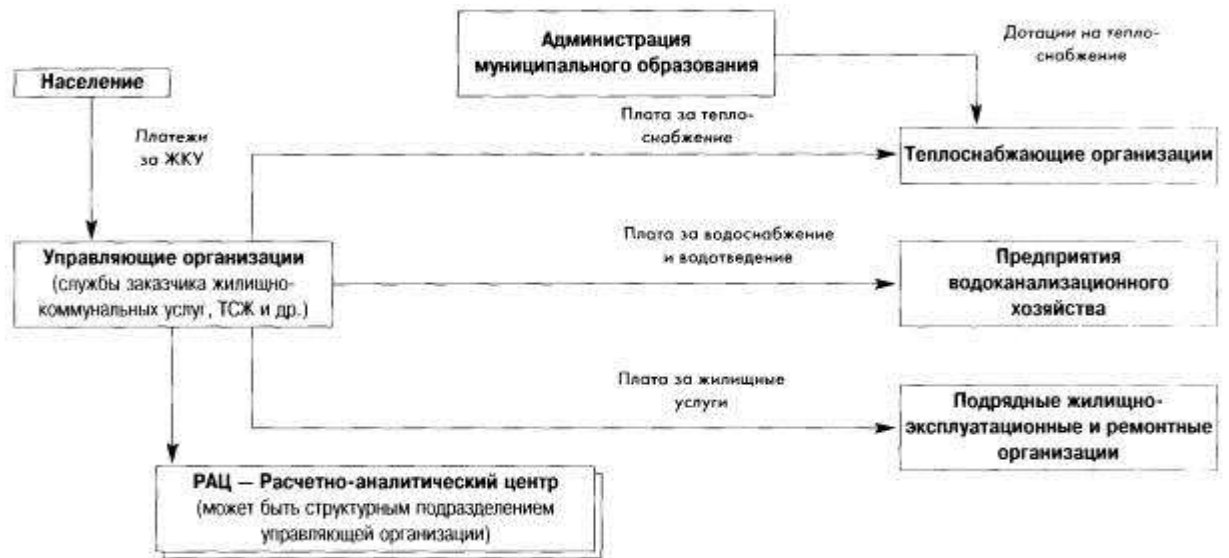 Администрация
муниципального образования
Дотации на тепло-
снабжение
Население
Платежи
за ЖКУ
Плата за тепло-
снабжение
Теплоснабжающие организации
Управляющие организации
(службы заказчика жилищно-
коммунальных услуг, ТСЖ и др.)
Плата за водоснабжение
и водотведение
Предприятия
водоканализационного
хозяйства
Плата за жилищные
услуги
Подрядные жилищно-
эксплуатационные и ремонтные
организации
РАЦ — Расчетно-аналитический центр
(может быть структурным подразделением
управляющей организации)